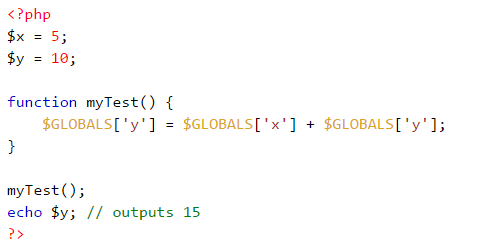 <?php
$x = 5;
$y = 10;

function myTest() {
    $GLOBALS['y'] = $GLOBALS['x'] + $GLOBALS['y'];
}

myTest();
echo $y; // outputs 15
?>